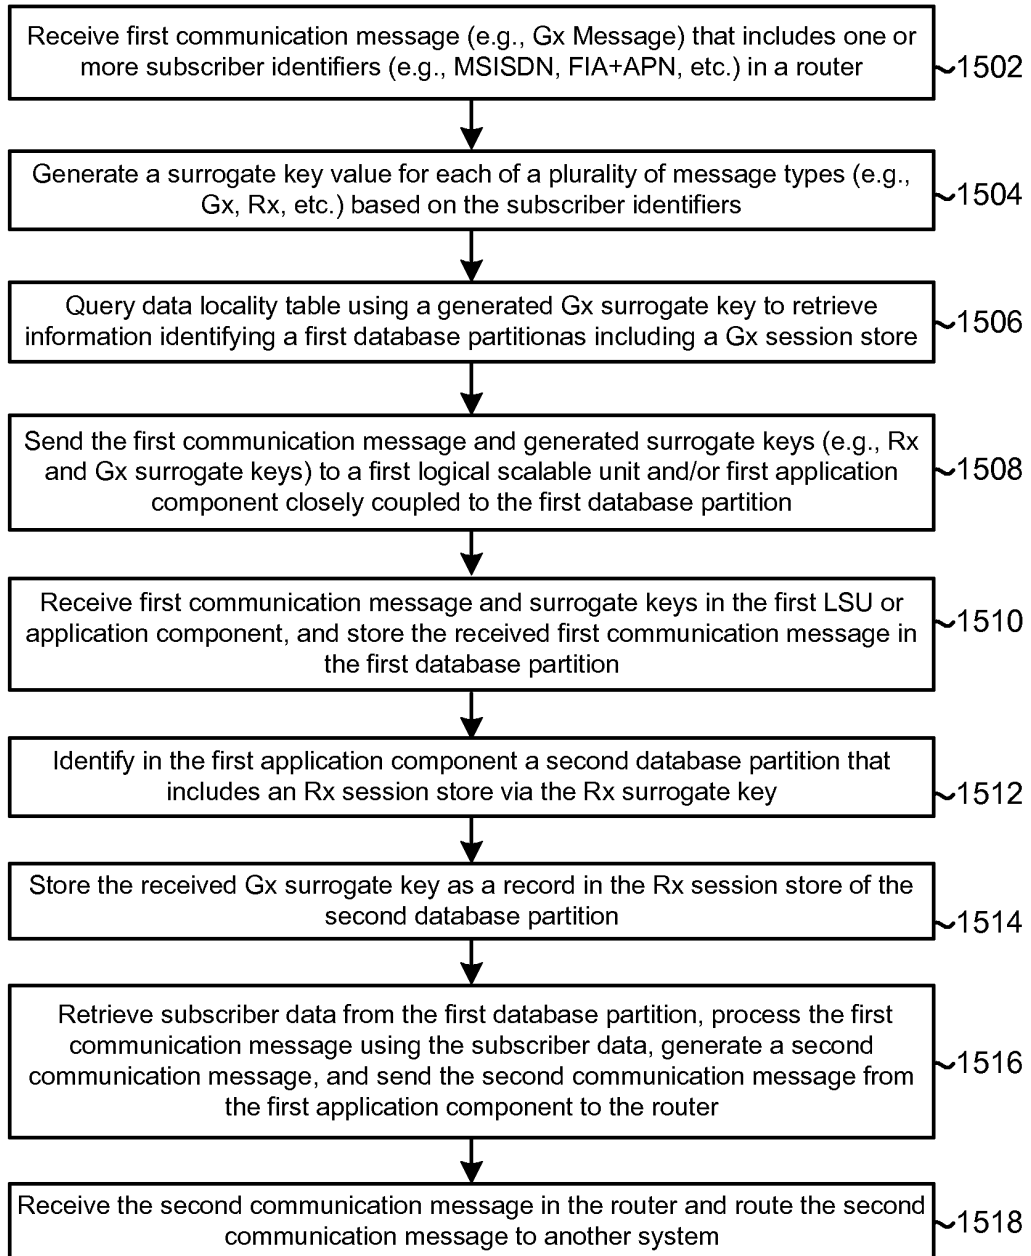 Receive first communication message (e.g., Gx Message) that includes one or
more subscriber identifiers (e.g., MSISDN, FIA+APN, etc.) in a router
1502
Generate a surrogate key value for each of a plurality of message types (e.g.,
Gx, Rx, etc.) based on the subscriber identifiers
1504
Query data locality table using a generated Gx surrogate key to retrieve
information identifying a first database partitionas including a Gx session store
1506
Send the first communication message and generated surrogate keys (e.g., Rx
and Gx surrogate keys) to a first logical scalable unit and/or first application
component closely coupled to the first database partition
1508
Receive first communication message and surrogate keys in the first LSU or
application component, and store the received first communication message in
the first database partition
1510
Identify in the first application component a second database partition that
includes an Rx session store via the Rx surrogate key
1512
Store the received Gx surrogate key as a record in the Rx session store of the
second database partition
1514
Retrieve subscriber data from the first database partition, process the first
communication message using the subscriber data, generate a second
communication message, and send the second communication message from
the first application component to the router
1516
Receive the second communication message in the router and route the second
communication message to another system
1518